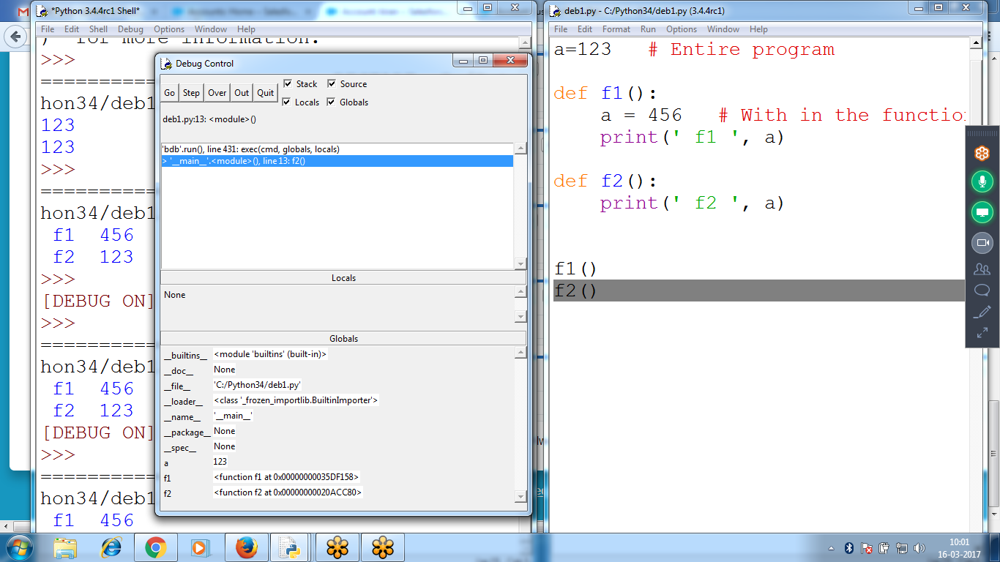 *Python 3.4.4rc1 Shell*
File Edit Shell Debug Options Window Help
for more information.
>>>
hon34/deb1
123
123
>>>
hon34/deb1
f1 456
f2 123
>>>
[DEBUG ON]
>>>
hon34/deb1
f1 456
f2 123
[DEBUG ON]
>>>
hon34/deb1
f1 456
Debug Control
Go Step Over Out Quit
Stack Source
Locals Globals
deb1.py:13: <module>()
'bdb'.run(), line 431: exec(cmd, globals, locals)
> '__main__'.<module>(), line 13: f2()
Locals
None
Globals
__builtins__ <module 'builtins' (built-in)>
__doc__ None
__file__ 'C:/Python34/deb1.py'
__loader__ <class '_frozen_importlib.BuiltinImporter'>
__name__ '__main__'
__package__ None
__spec__ None
a 123
f1 <function f1 at 0x00000000035DF158>
f2 <function f2 at 0x00000000020ACC80>
deb1.py - C:/Python34/deb1.py (3.4.4rc1)
File Edit Format Run Options Window Help
a=123 # Entire program
def f1():
a = 456 # With in the function
print(' f1 ', a)
def f2():
print(' f2 ', a)
f1()
f2()
10:01
16-03-2017